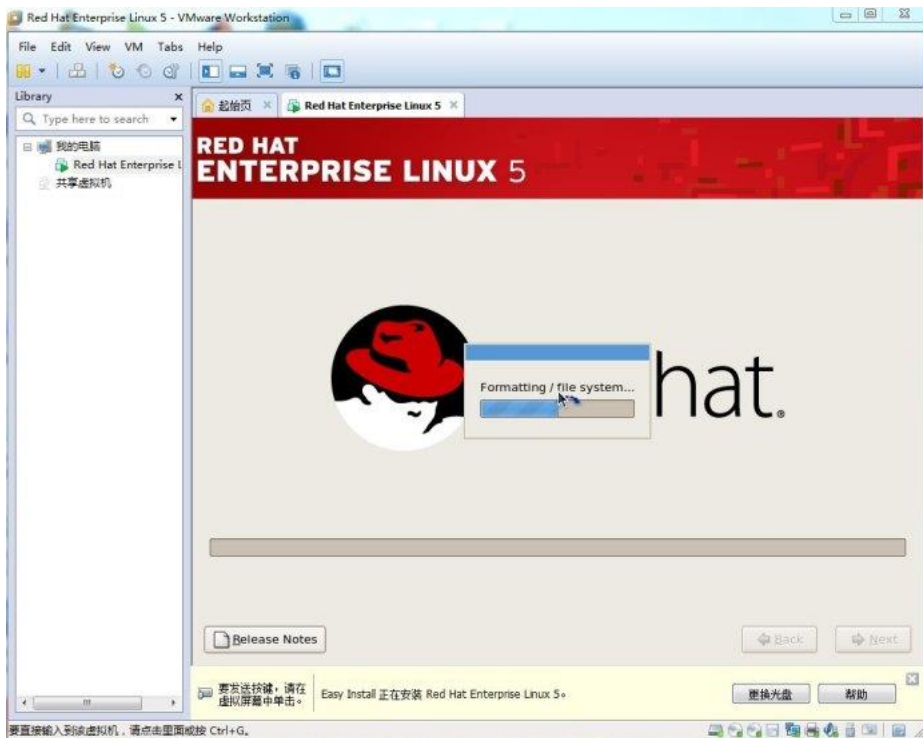 Red Hat Enterprise Linux 5 - VMware Workstation
File Edit View VM Tabs Help
Library
Type here to search
起始页
Red Hat Enterprise Linux 5
我的电脑
Red Hat Enterprise L
共享虚拟机
RED HAT
ENTERPRISE LINUX 5
Formatting / file system...
hat.
Release Notes
Back
Next
要发送按键，请在
虚拟屏幕中单击。
Easy Install 正在安装 Red Hat Enterprise Linux 5。
更换光盘
帮助
要直接输入到该虚拟机，请点击里面或按 Ctrl+G。